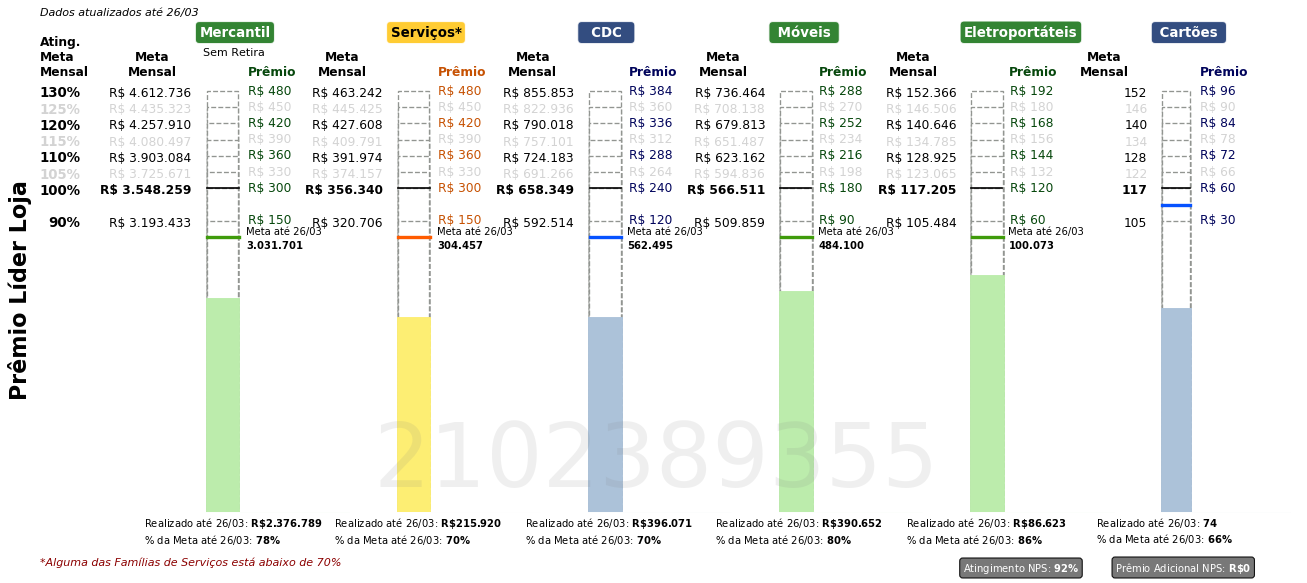 Dados atualizados até 26/03
Mercantil Serviços* CDC Móveis Eletroportáteis Cartões
Sem Retira
Ating. Meta Mensal Meta Mensal Prêmio Meta Mensal Prêmio Meta Mensal Prêmio Meta Mensal Prêmio Meta Mensal Prêmio Meta Mensal Prêmio
130% R$ 4.612.736 R$ 480 R$ 463.242 R$ 480 R$ 855.853 R$ 384 R$ 736.464 R$ 288 R$ 152.366 R$ 192 152 R$ 96
125% R$ 4.435.323 R$ 450 R$ 445.425 R$ 450 R$ 822.936 R$ 360 R$ 708.138 R$ 270 R$ 146.506 R$ 180 146 R$ 90
120% R$ 4.257.910 R$ 420 R$ 427.608 R$ 420 R$ 790.018 R$ 336 R$ 679.813 R$ 252 R$ 140.646 R$ 168 140 R$ 84
115% R$ 4.080.497 R$ 390 R$ 409.791 R$ 390 R$ 757.101 R$ 312 R$ 651.487 R$ 234 R$ 134.785 R$ 156 134 R$ 78
110% R$ 3.903.084 R$ 360 R$ 391.974 R$ 360 R$ 724.183 R$ 288 R$ 623.162 R$ 216 R$ 128.925 R$ 144 128 R$ 72
105% R$ 3.725.671 R$ 330 R$ 374.157 R$ 330 R$ 691.266 R$ 264 R$ 594.836 R$ 198 R$ 123.065 R$ 132 122 R$ 66
100% R$ 3.548.259 R$ 300 R$ 356.340 R$ 300 R$ 658.349 R$ 240 R$ 566.511 R$ 180 R$ 117.205 R$ 120 117 R$ 60
90% R$ 3.193.433 R$ 150 R$ 320.706 R$ 150 R$ 592.514 R$ 120 R$ 509.859 R$ 90 R$ 105.484 R$ 60 105 R$ 30
Meta até 26/03 Meta até 26/03 Meta até 26/03 Meta até 26/03 Meta até 26/03
3.031.701 304.457 562.495 484.100 100.073
Prêmio Líder Loja
2102389355
Realizado até 26/03: R$2.376.789 Realizado até 26/03: R$215.920 Realizado até 26/03: R$396.071 Realizado até 26/03: R$390.652 Realizado até 26/03: R$86.623 Realizado até 26/03: 74
% da Meta até 26/03: 78% % da Meta até 26/03: 70% % da Meta até 26/03: 70% % da Meta até 26/03: 80% % da Meta até 26/03: 86% % da Meta até 26/03: 66%
*Alguma das Famílias de Serviços está abaixo de 70% Atingimento NPS: 92% Prêmio Adicional NPS: R$0